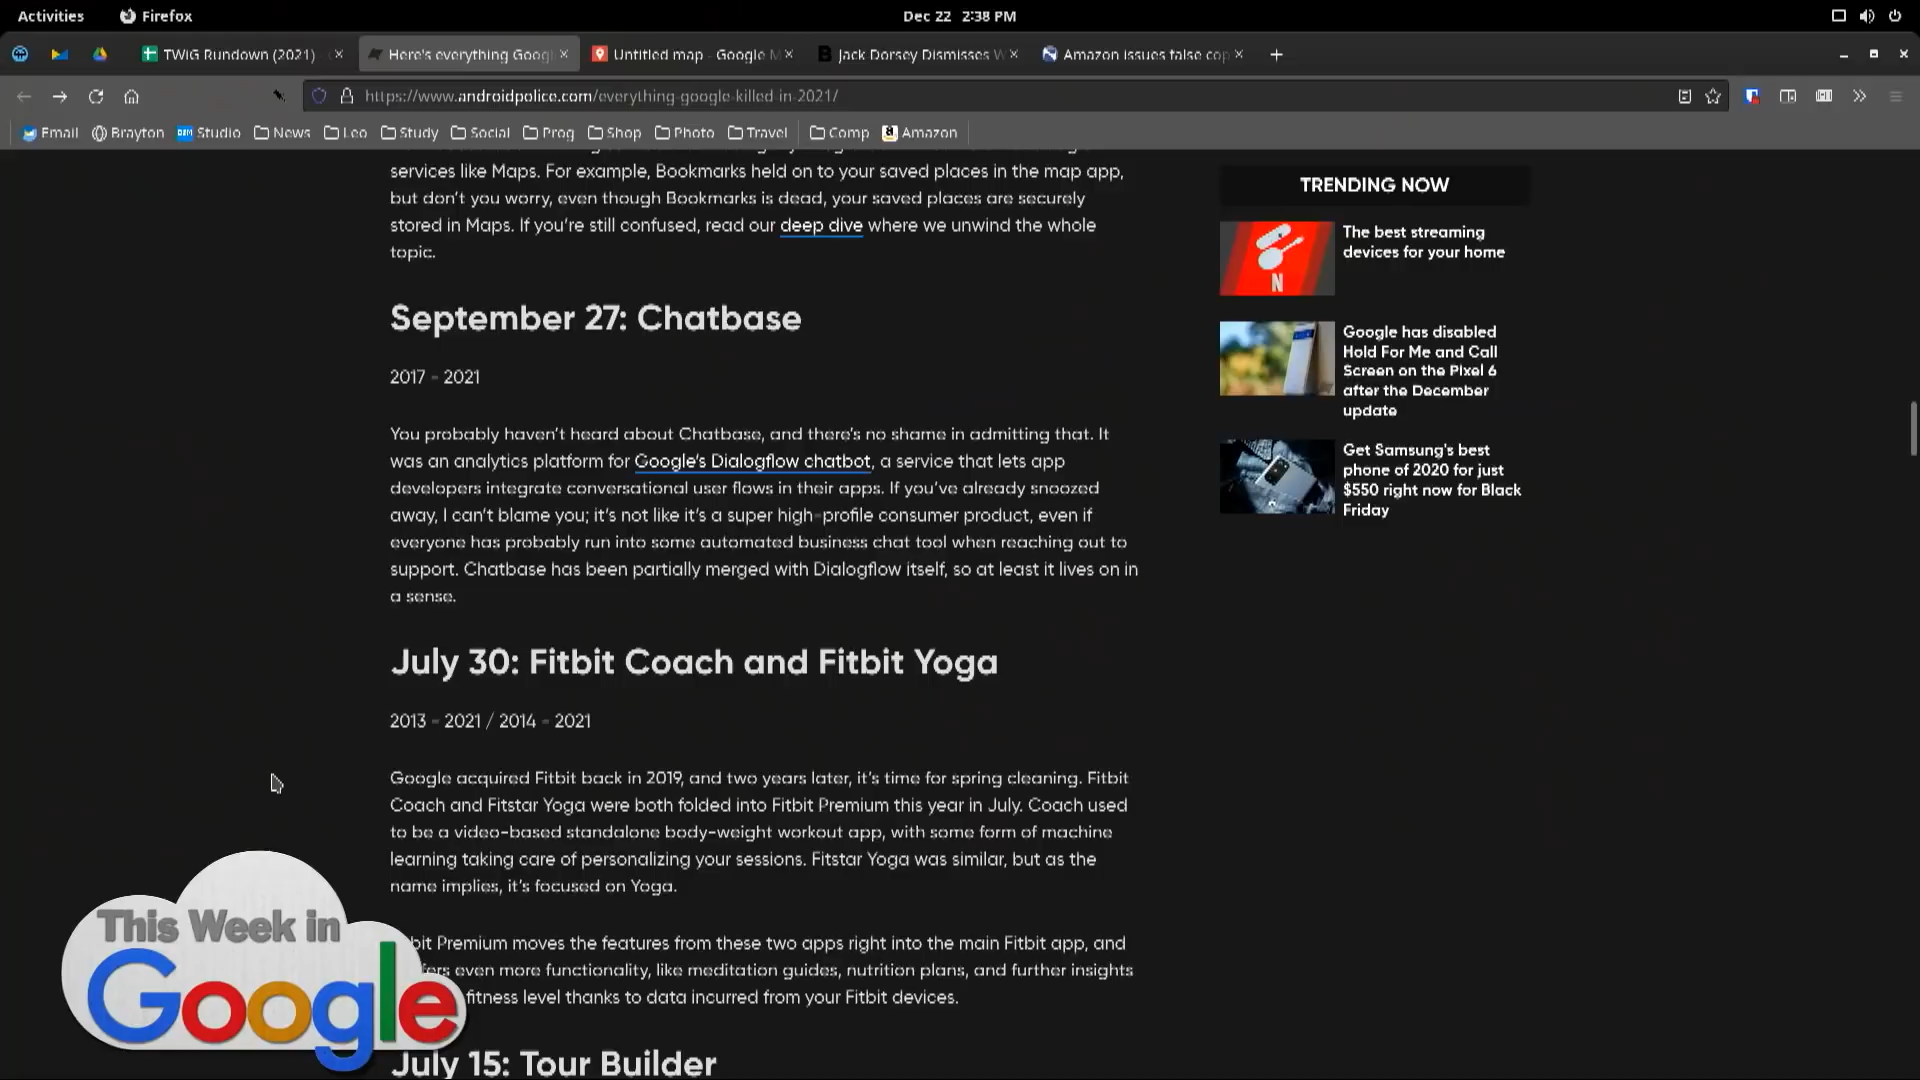 Activities
Firefox
Dec 22 2:38 PM
TWiG Rundown (2021)
Here's everything Googl
Untitled map - Google M
Jack Dorsey Dismisses W
Amazon issues false cop
https://www.androidpolice.com/everything-google-killed-in-2021/
Email
Brayton
Studio
News
Leo
Study
Social
Prog
Shop
Photo
Travel
Comp
Amazon
services like Maps. For example, Bookmarks held on to your saved places in the map app,
but don't you worry, even though Bookmarks is dead, your saved places are securely
stored in Maps. If you're still confused, read our deep dive where we unwind the whole
topic.
September 27: Chatbase
2017 - 2021
You probably haven't heard about Chatbase, and there's no shame in admitting that. It
was an analytics platform for Google's Dialogflow chatbot, a service that lets app
developers integrate conversational user flows in their apps. If you've already snoozed
away, I can't blame you; it's not like it's a super high-profile consumer product, even if
everyone has probably run into some automated business chat tool when reaching out to
support. Chatbase has been partially merged with Dialogflow itself, so at least it lives on in
a sense.
July 30: Fitbit Coach and Fitbit Yoga
2013 - 2021 / 2014 - 2021
Google acquired Fitbit back in 2019, and two years later, it's time for spring cleaning. Fitbit
Coach and Fitstar Yoga were both folded into Fitbit Premium this year in July. Coach used
to be a video-based standalone body-weight workout app, with some form of machine
learning taking care of personalizing your sessions. Fitstar Yoga was similar, but as the
name implies, it's focused on Yoga.
bit Premium moves the features from these two apps right into the main Fitbit app, and
fers even more functionality, like meditation guides, nutrition plans, and further insights
fitness level thanks to data incurred from your Fitbit devices.
July 15: Tour Builder
TRENDING NOW
The best streaming
devices for your home
Google has disabled
Hold For Me and Call
Screen on the Pixel 6
after the December
update
Get Samsung's best
phone of 2020 for just
$550 right now for Black
Friday
This Week in
Google